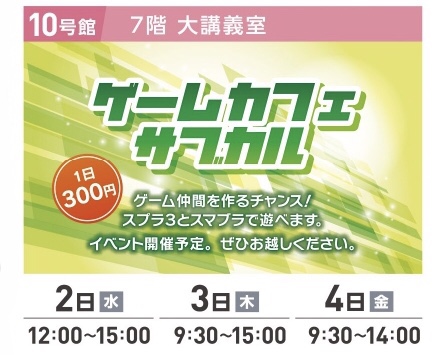 10号館 7階 大講義室
ゲームカフェ
サブカル
1日
300円
ゲーム仲間を作るチャンス!
スプラ3とスマブラで遊べます。
イベント開催予定。ぜひお越しください。
2日 水 3日 木 4日 金
12:00~15:00 9:30~15:00 9:30~14:00